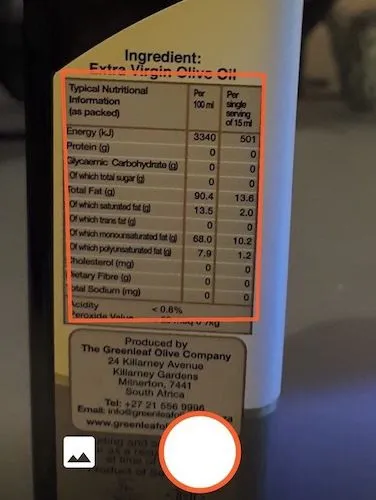 Ingredient:
Extra Virgin Olive Oil
Typical Nutritional Information (as packed) Per 100 ml Per single serving of 15 ml
Energy (kJ) 3340 501
Protein (g) 0 0
Glycaemic Carbohydrate (g) 0 0
Of which total sugar (g) 0 0
Total Fat (g) 90.4 13.6
Of which saturated fat (g) 13.5 2.0
Of which trans fat (g) 0 0
Of which monounsaturated fat (g) 68.0 10.2
Of which polyunsaturated fat (g) 7.9 1.2
Cholesterol (mg) 0 0
Dietary Fibre (g) 0 0
Total Sodium (mg) 0 0
Acidity < 0.8%
Peroxide Value
Produced by
The Greenleaf Olive Company
24 Killarney Avenue
Killarney Gardens
Milnerton, 7441
South Africa
Tel: +27 21 556 9996
Email: